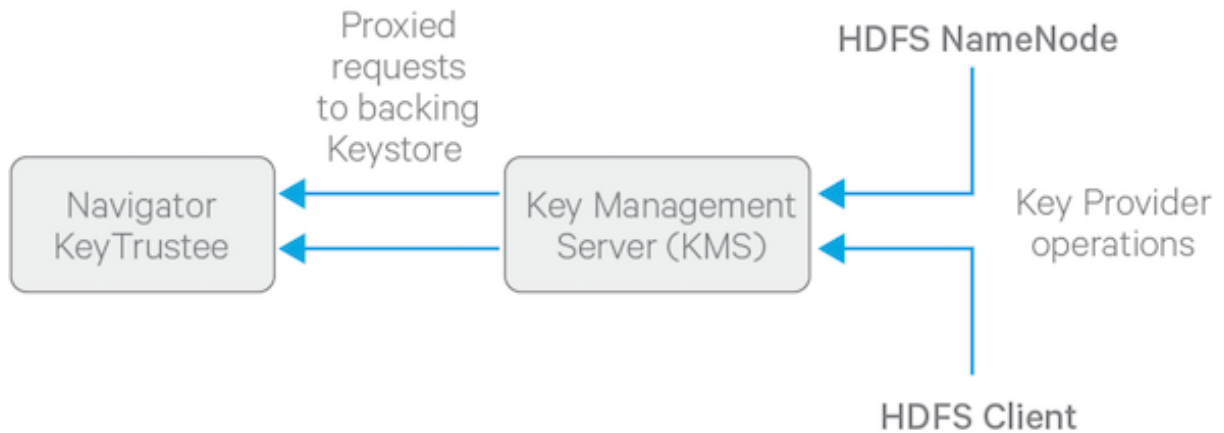 Proxied
requests
to backing
Keystore
HDFS NameNode
Navigator
KeyTrustee
Key Management
Server (KMS)
Key Provider
operations
HDFS Client